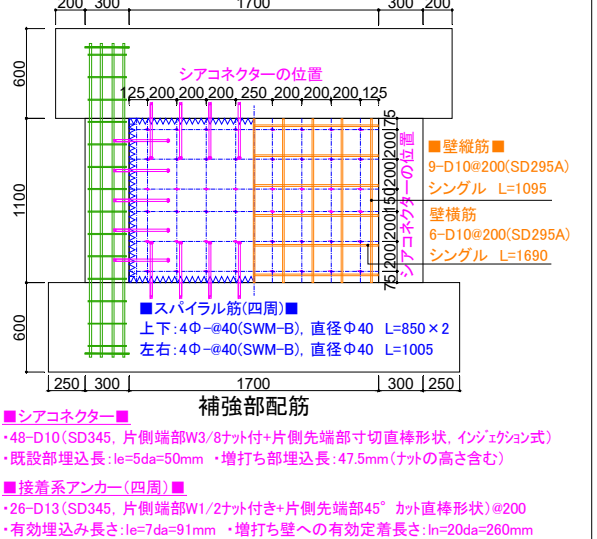 200 300 1700 300 200
600
1100
600
シアコネクターの位置
125 200 200 200 250 200 200 200 125
75 200 200 150 200 200 75
シアコネクターの位置
■壁縦筋■
9-D10@200(SD295A)
シングル L=1095
壁横筋
6-D10@200(SD295A)
シングル L=1690
■スパイラル筋(四周)■
上下:4Φ-@40(SWM-B), 直径Φ40 L=850×2
左右:4Φ-@40(SWM-B), 直径Φ40 L=1005
250 300 1700 300 250
補強部配筋
■シアコネクター■
・48-D10(SD345, 片側端部W3/8ナット付+片側先端部寸切直棒形状, インジェクション式)
・既設部埋込長:le=5da=50mm ・増打ち部埋込長:47.5mm(ナットの高さ含む)
■接着系アンカー(四周)■
・26-D13(SD345, 片側端部W1/2ナット付き+片側先端部45° カット直棒形状)@200
・有効埋込み長さ:le=7da=91mm ・増打ち壁への有効定着長さ:ln=20da=260mm